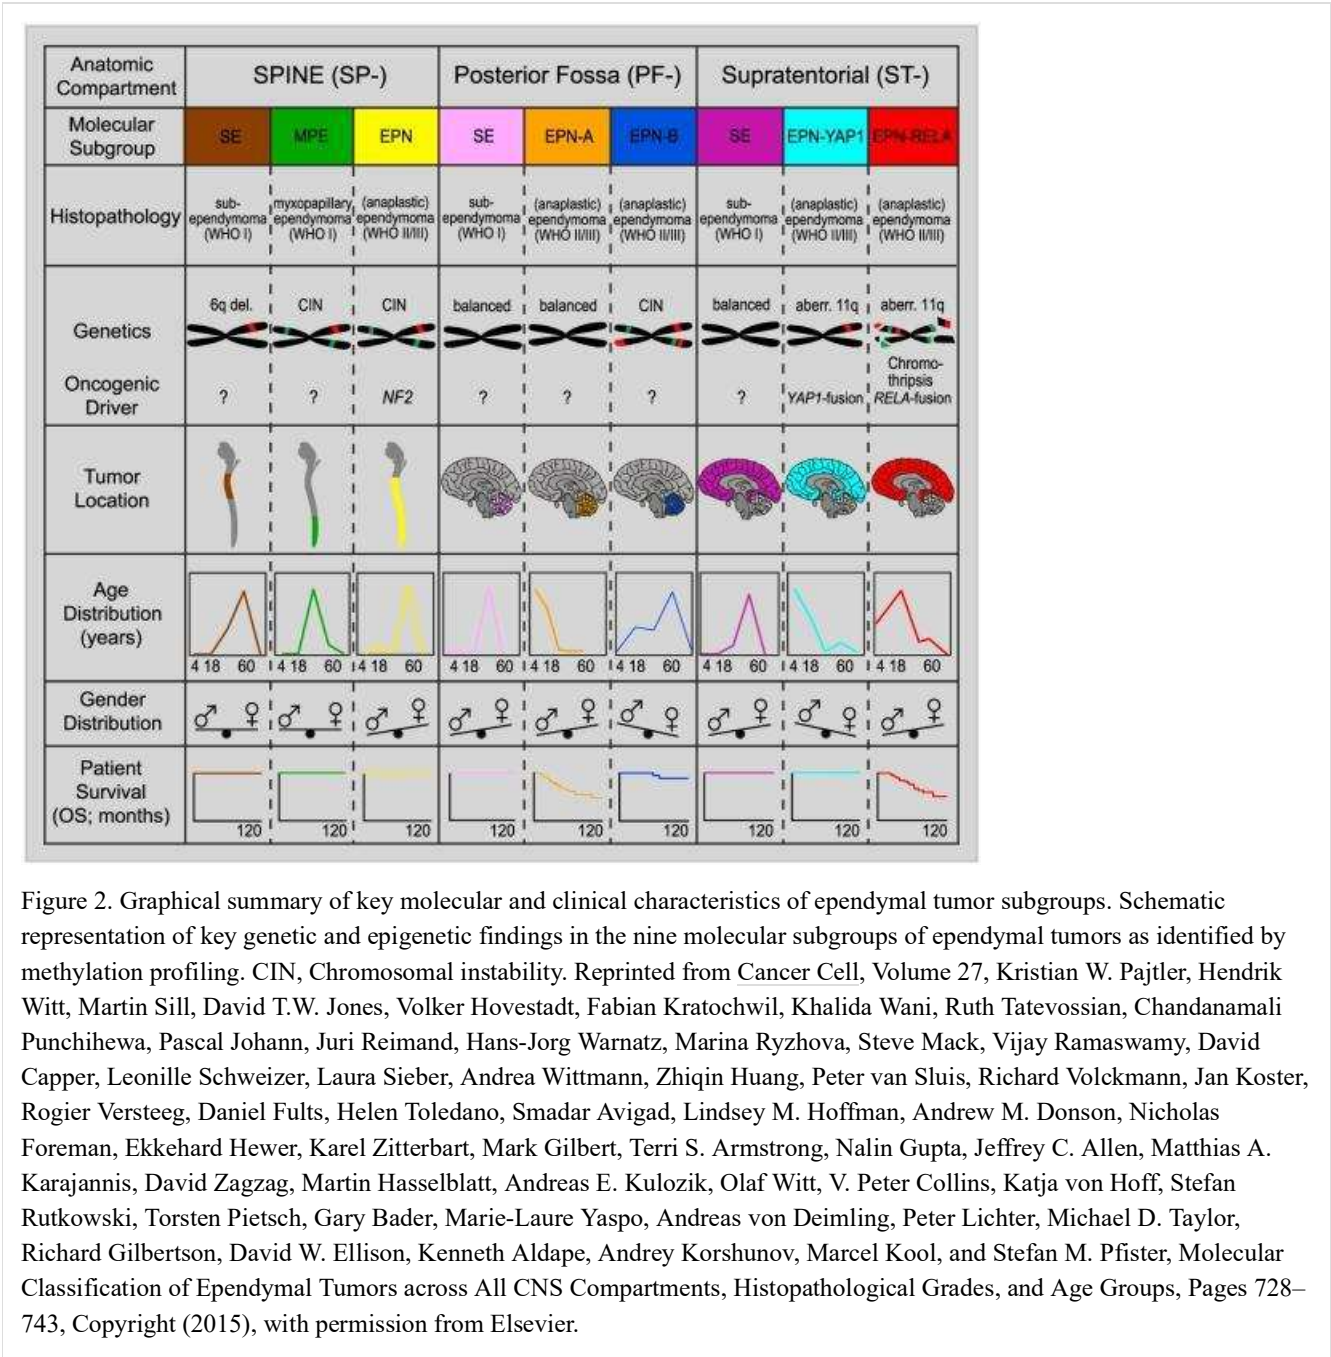 Anatomic
Compartment
SPINE (SP-)
Posterior Fossa (PF-)
Supratentorial (ST-)
Molecular
Subgroup
SE
MPE
EPN
SE
EPN-A
EPN-B
SE
EPN-YAP1
EPN-RELA
Histopathology
sub-
ependymoma
(WHO I)
myxopapillary
ependymoma
(WHO I)
(anaplastic)
ependymoma
(WHO II/III)
sub-
ependymoma
(WHO I)
(anaplastic)
ependymoma
(WHO II/III)
(anaplastic)
ependymoma
(WHO II/III)
sub-
ependymoma
(WHO I)
(anaplastic)
ependymoma
(WHO II/III)
(anaplastic)
ependymoma
(WHO II/III)
Genetics
6q del.
CIN
CIN
balanced
balanced
CIN
balanced
aberr. 11q
aberr. 11q
Oncogenic
Driver
?
?
NF2
?
?
?
?
YAP1-fusion
Chromo-
thripsis
RELA-fusion
Tumor
Location
Age
Distribution
(years)
4 18 60
4 18 60
4 18 60
4 18 60
4 18 60
4 18 60
4 18 60
4 18 60
4 18 60
Gender
Distribution
♂ ♀
♂ ♀
♂ ♀
♂ ♀
♂ ♀
♂ ♀
♂ ♀
♂ ♀
♂ ♀
Patient
Survival
(OS; months)
120
120
120
120
120
120
120
120
120
Figure 2. Graphical summary of key molecular and clinical characteristics of ependymal tumor subgroups. Schematic
representation of key genetic and epigenetic findings in the nine molecular subgroups of ependymal tumors as identified by
methylation profiling. CIN, Chromosomal instability. Reprinted from Cancer Cell, Volume 27, Kristian W. Pajtler, Hendrik
Witt, Martin Sill, David T.W. Jones, Volker Hovestadt, Fabian Kratochwil, Khalida Wani, Ruth Tatevossian, Chandanamali
Punchihewa, Pascal Johann, Juri Reimand, Hans-Jorg Warnatz, Marina Ryzhova, Steve Mack, Vijay Ramaswamy, David
Capper, Leonille Schweizer, Laura Sieber, Andrea Wittmann, Zhiqin Huang, Peter van Sluis, Richard Volckmann, Jan Koster,
Rogier Versteeg, Daniel Fults, Helen Toledano, Smadar Avigad, Lindsey M. Hoffman, Andrew M. Donson, Nicholas
Foreman, Ekkehard Hewer, Karel Zitterbart, Mark Gilbert, Terri S. Armstrong, Nalin Gupta, Jeffrey C. Allen, Matthias A.
Karajannis, David Zagzag, Martin Hasselblatt, Andreas E. Kulozik, Olaf Witt, V. Peter Collins, Katja von Hoff, Stefan
Rutkowski, Torsten Pietsch, Gary Bader, Marie-Laure Yaspo, Andreas von Deimling, Peter Lichter, Michael D. Taylor,
Richard Gilbertson, David W. Ellison, Kenneth Aldape, Andrey Korshunov, Marcel Kool, and Stefan M. Pfister, Molecular
Classification of Ependymal Tumors across All CNS Compartments, Histopathological Grades, and Age Groups, Pages 728–
743, Copyright (2015), with permission from Elsevier.